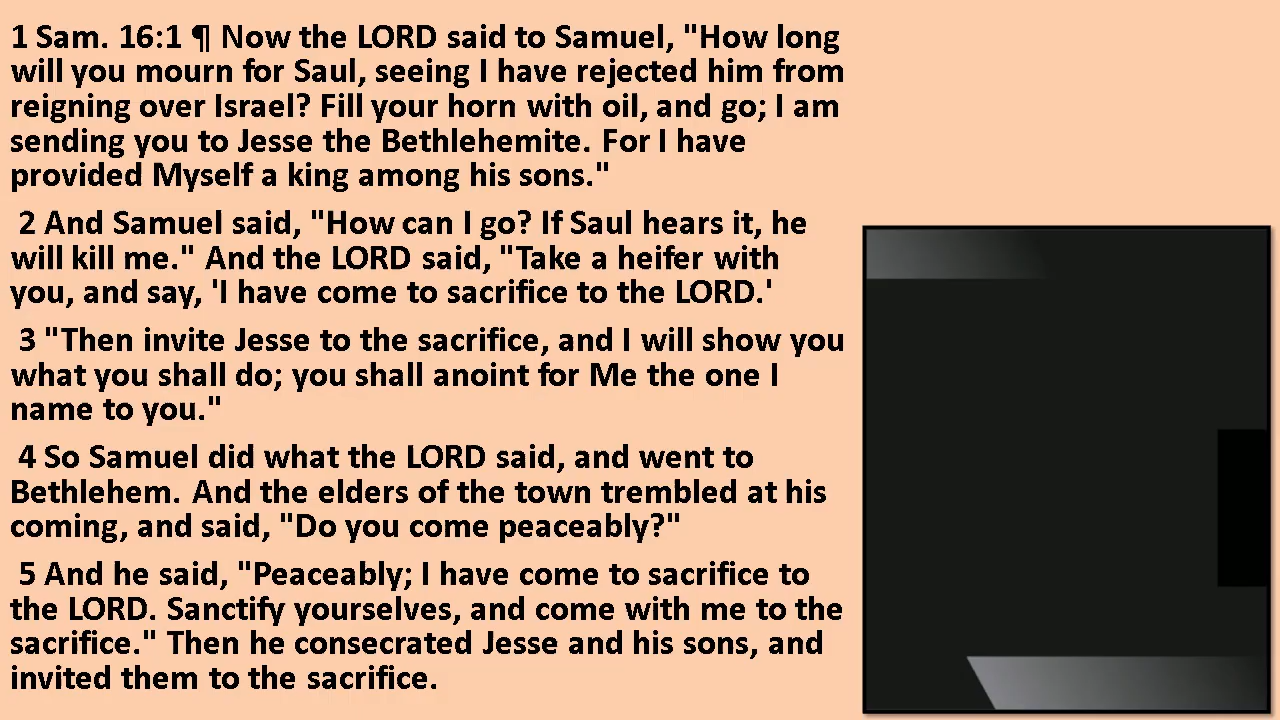 1 Sam. 16:1 ¶ Now the LORD said to Samuel, "How long
will you mourn for Saul, seeing I have rejected him from
reigning over Israel? Fill your horn with oil, and go; I am
sending you to Jesse the Bethlehemite. For I have
provided Myself a king among his sons."
2 And Samuel said, "How can I go? If Saul hears it, he
will kill me." And the LORD said, "Take a heifer with
you, and say, 'I have come to sacrifice to the LORD.'
3 "Then invite Jesse to the sacrifice, and I will show you
what you shall do; you shall anoint for Me the one I
name to you."
4 So Samuel did what the LORD said, and went to
Bethlehem. And the elders of the town trembled at his
coming, and said, "Do you come peaceably?"
5 And he said, "Peaceably; I have come to sacrifice to
the LORD. Sanctify yourselves, and come with me to the
sacrifice." Then he consecrated Jesse and his sons, and
invited them to the sacrifice.